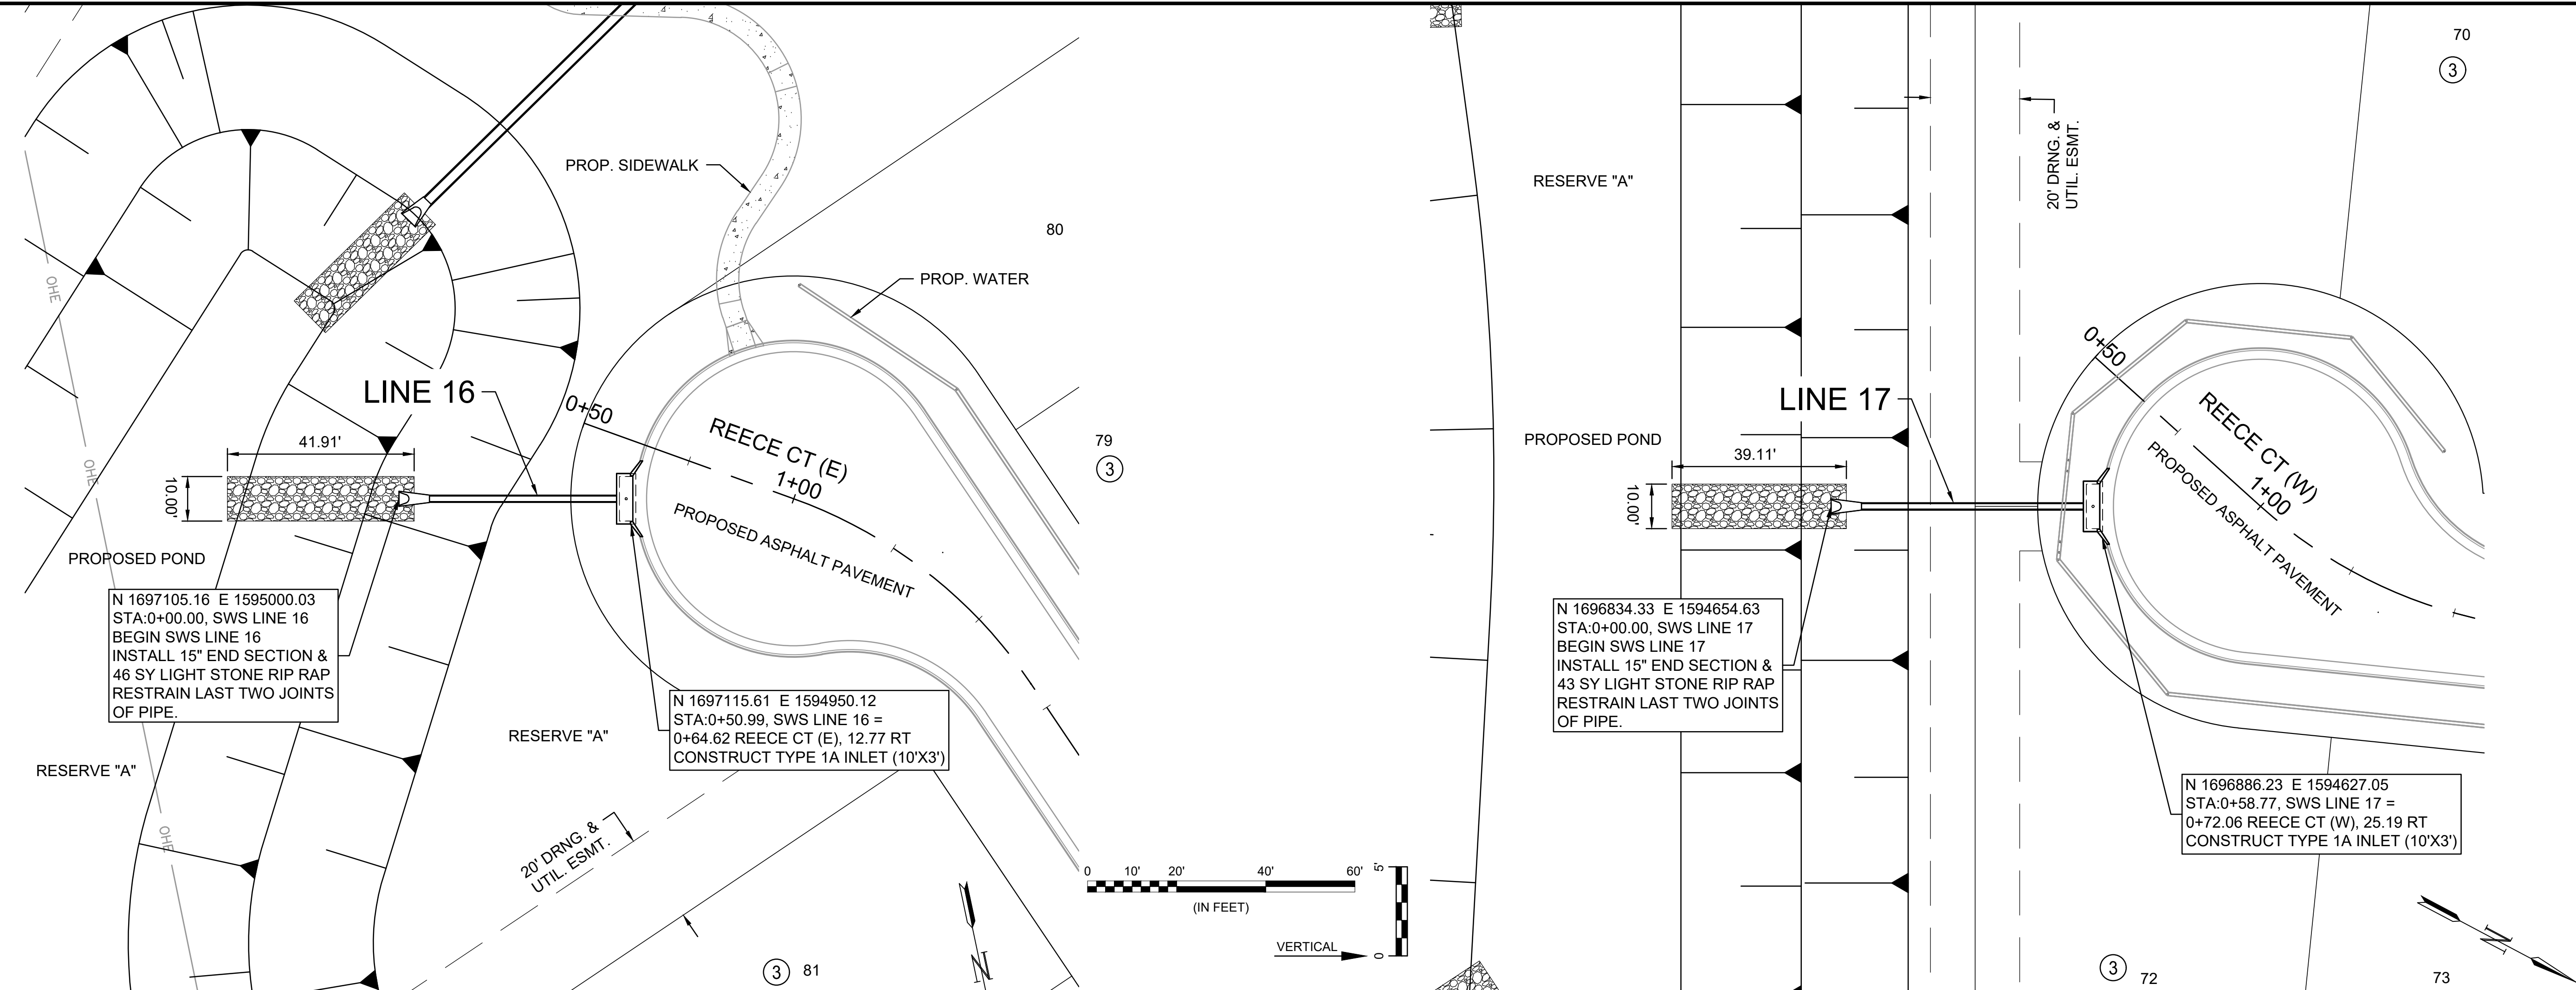 PROP. SIDEWALK
80
PROP. WATER
OHE
LINE 16
0+50
REECE CT (E)
1+00
PROPOSED ASPHALT PAVEMENT
79
3
41.91'
10.00'
OHE
PROPOSED POND
N 1697105.16 E 1595000.03
STA:0+00.00, SWS LINE 16
BEGIN SWS LINE 16
INSTALL 15" END SECTION &
46 SY LIGHT STONE RIP RAP
RESTRAIN LAST TWO JOINTS
OF PIPE.
N 1697115.61 E 1594950.12
STA:0+50.99, SWS LINE 16 =
0+64.62 REECE CT (E), 12.77 RT
CONSTRUCT TYPE 1A INLET (10'X3')
RESERVE "A"
RESERVE "A"
OHE
20' DRNG. &
UTIL. ESMT.
3 81
N
0 10' 20' 40' 60'
(IN FEET)
VERTICAL
5'
0
70
3
RESERVE "A"
20' DRNG. &
UTIL. ESMT.
LINE 17
0+50
REECE CT (W)
1+00
PROPOSED ASPHALT PAVEMENT
PROPOSED POND
39.11'
10.00'
N 1696834.33 E 1594654.63
STA:0+00.00, SWS LINE 17
BEGIN SWS LINE 17
INSTALL 15" END SECTION &
43 SY LIGHT STONE RIP RAP
RESTRAIN LAST TWO JOINTS
OF PIPE.
N 1696886.23 E 1594627.05
STA:0+58.77, SWS LINE 17 =
0+72.06 REECE CT (W), 25.19 RT
CONSTRUCT TYPE 1A INLET (10'X3')
N
3 72
73